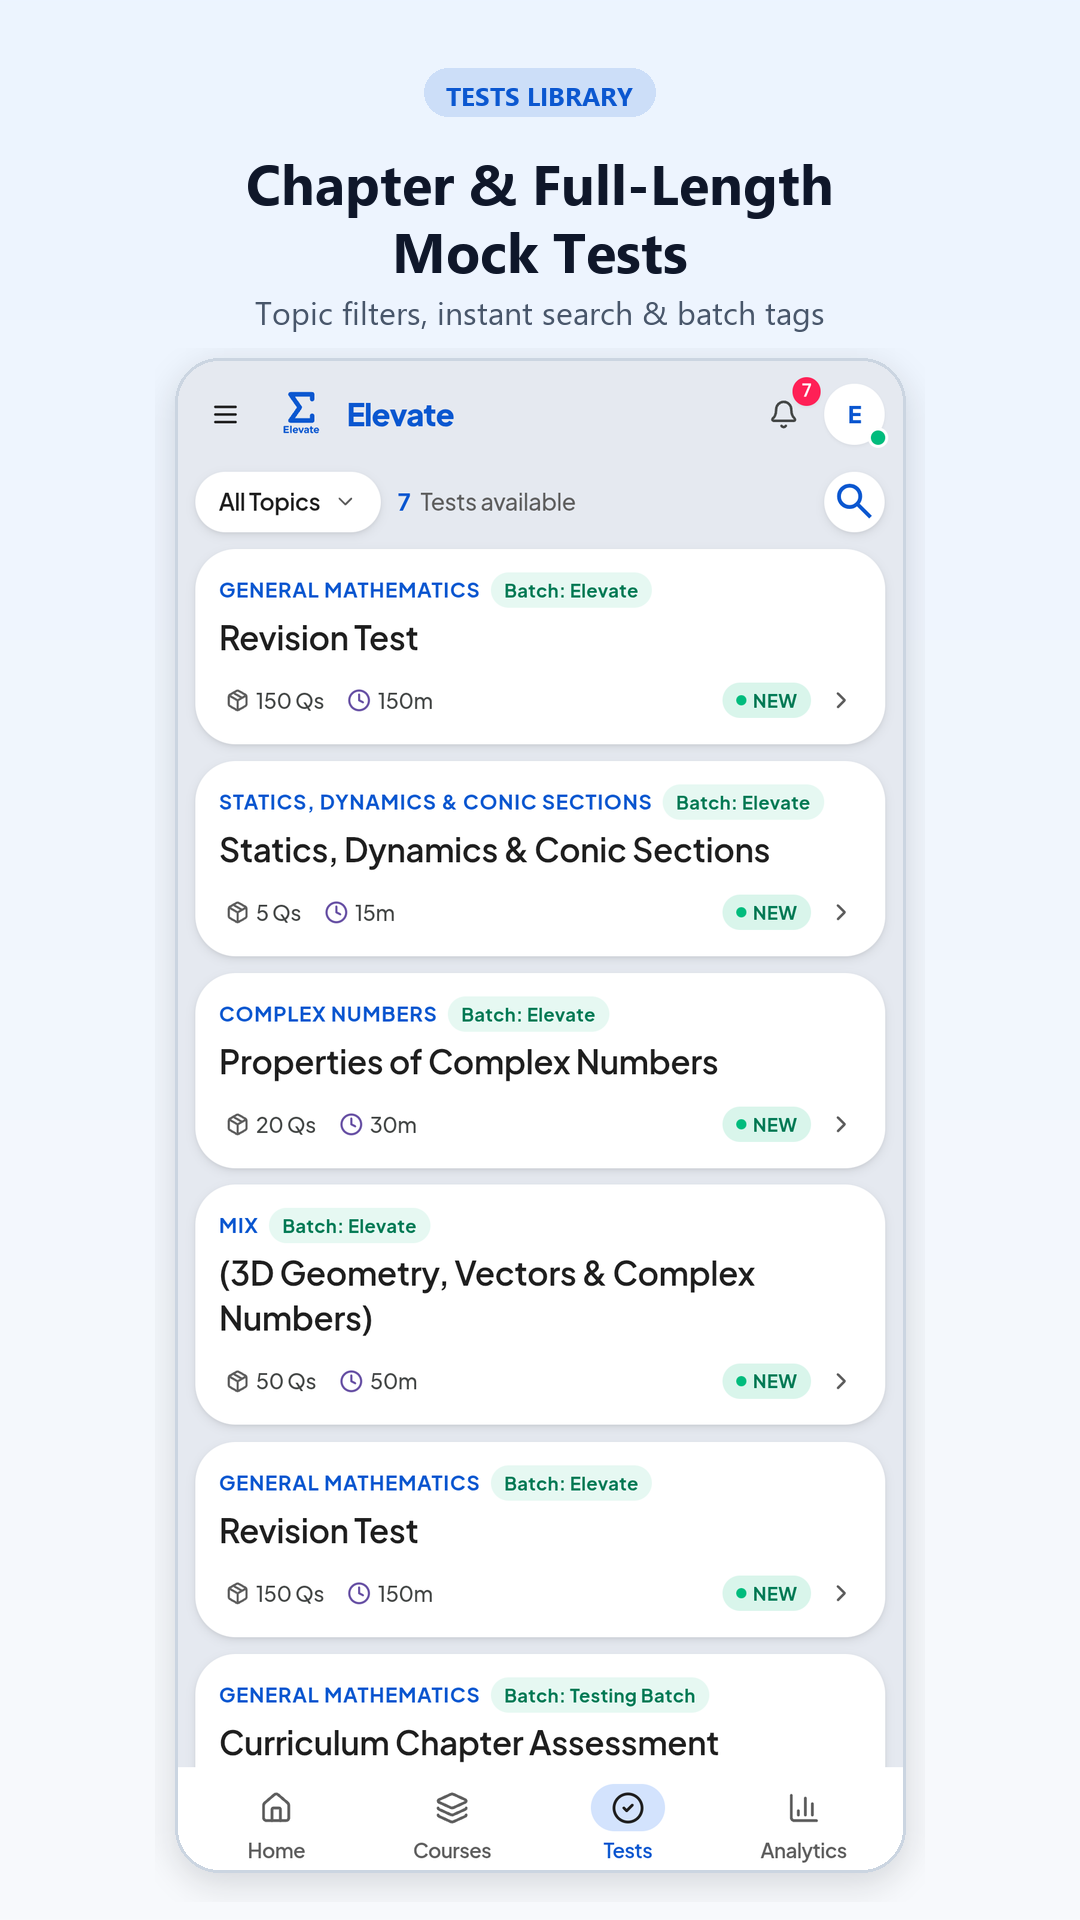 TESTS LIBRARY
Chapter & Full-Length
Mock Tests
Topic filters, instant search & batch tags
Elevate
Elevate
7
E
All Topics
7 Tests available
GENERAL MATHEMATICS Batch: Elevate
Revision Test
150 Qs 150m NEW
STATICS, DYNAMICS & CONIC SECTIONS Batch: Elevate
Statics, Dynamics & Conic Sections
5 Qs 15m NEW
COMPLEX NUMBERS Batch: Elevate
Properties of Complex Numbers
20 Qs 30m NEW
MIX Batch: Elevate
(3D Geometry, Vectors & Complex
Numbers)
50 Qs 50m NEW
GENERAL MATHEMATICS Batch: Elevate
Revision Test
150 Qs 150m NEW
GENERAL MATHEMATICS Batch: Testing Batch
Curriculum Chapter Assessment
Home Courses Tests Analytics